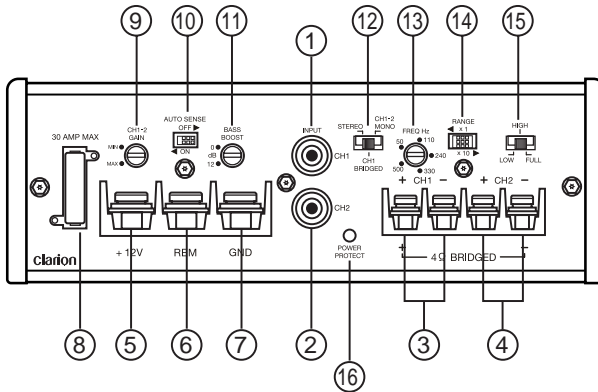 ⑨ ⑩ ⑪ ① ⑫ ⑬ ⑭ ⑮
30 AMP MAX
CH1-2
GAIN
MIN
MAX
AUTO SENSE
OFF ▶
◀ ON
BASS
BOOST
0
dB
12
INPUT
CH1
CH2
STEREO
CH1-2
MONO
CH1
BRIDGED
FREQ Hz
50
110
240
330
500
RANGE
◀ x 1
x 10 ▶
HIGH
LOW
FULL
+ CH1 −
+ CH2 −
+ 12V
REM
GND
POWER
PROTECT
+ 4Ω BRIDGED −
clarion
⑧ ⑤ ⑥ ⑦ ② ⑯ ③ ④